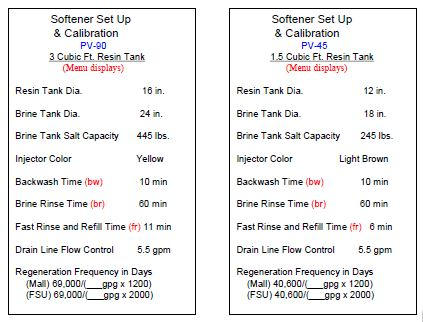 Softener Set Up
& Calibration
PV-90
3 Cubic Ft. Resin Tank
(Menu displays)
Resin Tank Dia. 16 in.
Brine Tank Dia. 24 in.
Brine Tank Salt Capacity 445 lbs.
Injector Color Yellow
Backwash Time (bw) 10 min
Brine Rinse Time (br) 60 min
Fast Rinse and Refill Time (fr) 11 min
Drain Line Flow Control 5.5 gpm
Regeneration Frequency in Days
(Mall) 69,000/(___gpg x 1200)
(FSU) 69,000/(___gpg x 2000)
Softener Set Up
& Calibration
PV-45
1.5 Cubic Ft. Resin Tank
(Menu displays)
Resin Tank Dia. 12 in.
Brine Tank Dia. 18 in.
Brine Tank Salt Capacity 245 lbs.
Injector Color Light Brown
Backwash Time (bw) 10 min
Brine Rinse Time (br) 60 min
Fast Rinse and Refill Time (fr) 6 min
Drain Line Flow Control 5.5 gpm
Regeneration Frequency in Days
(Mall) 40,600/(___gpg x 1200)
(FSU) 40,600/(___gpg x 2000)